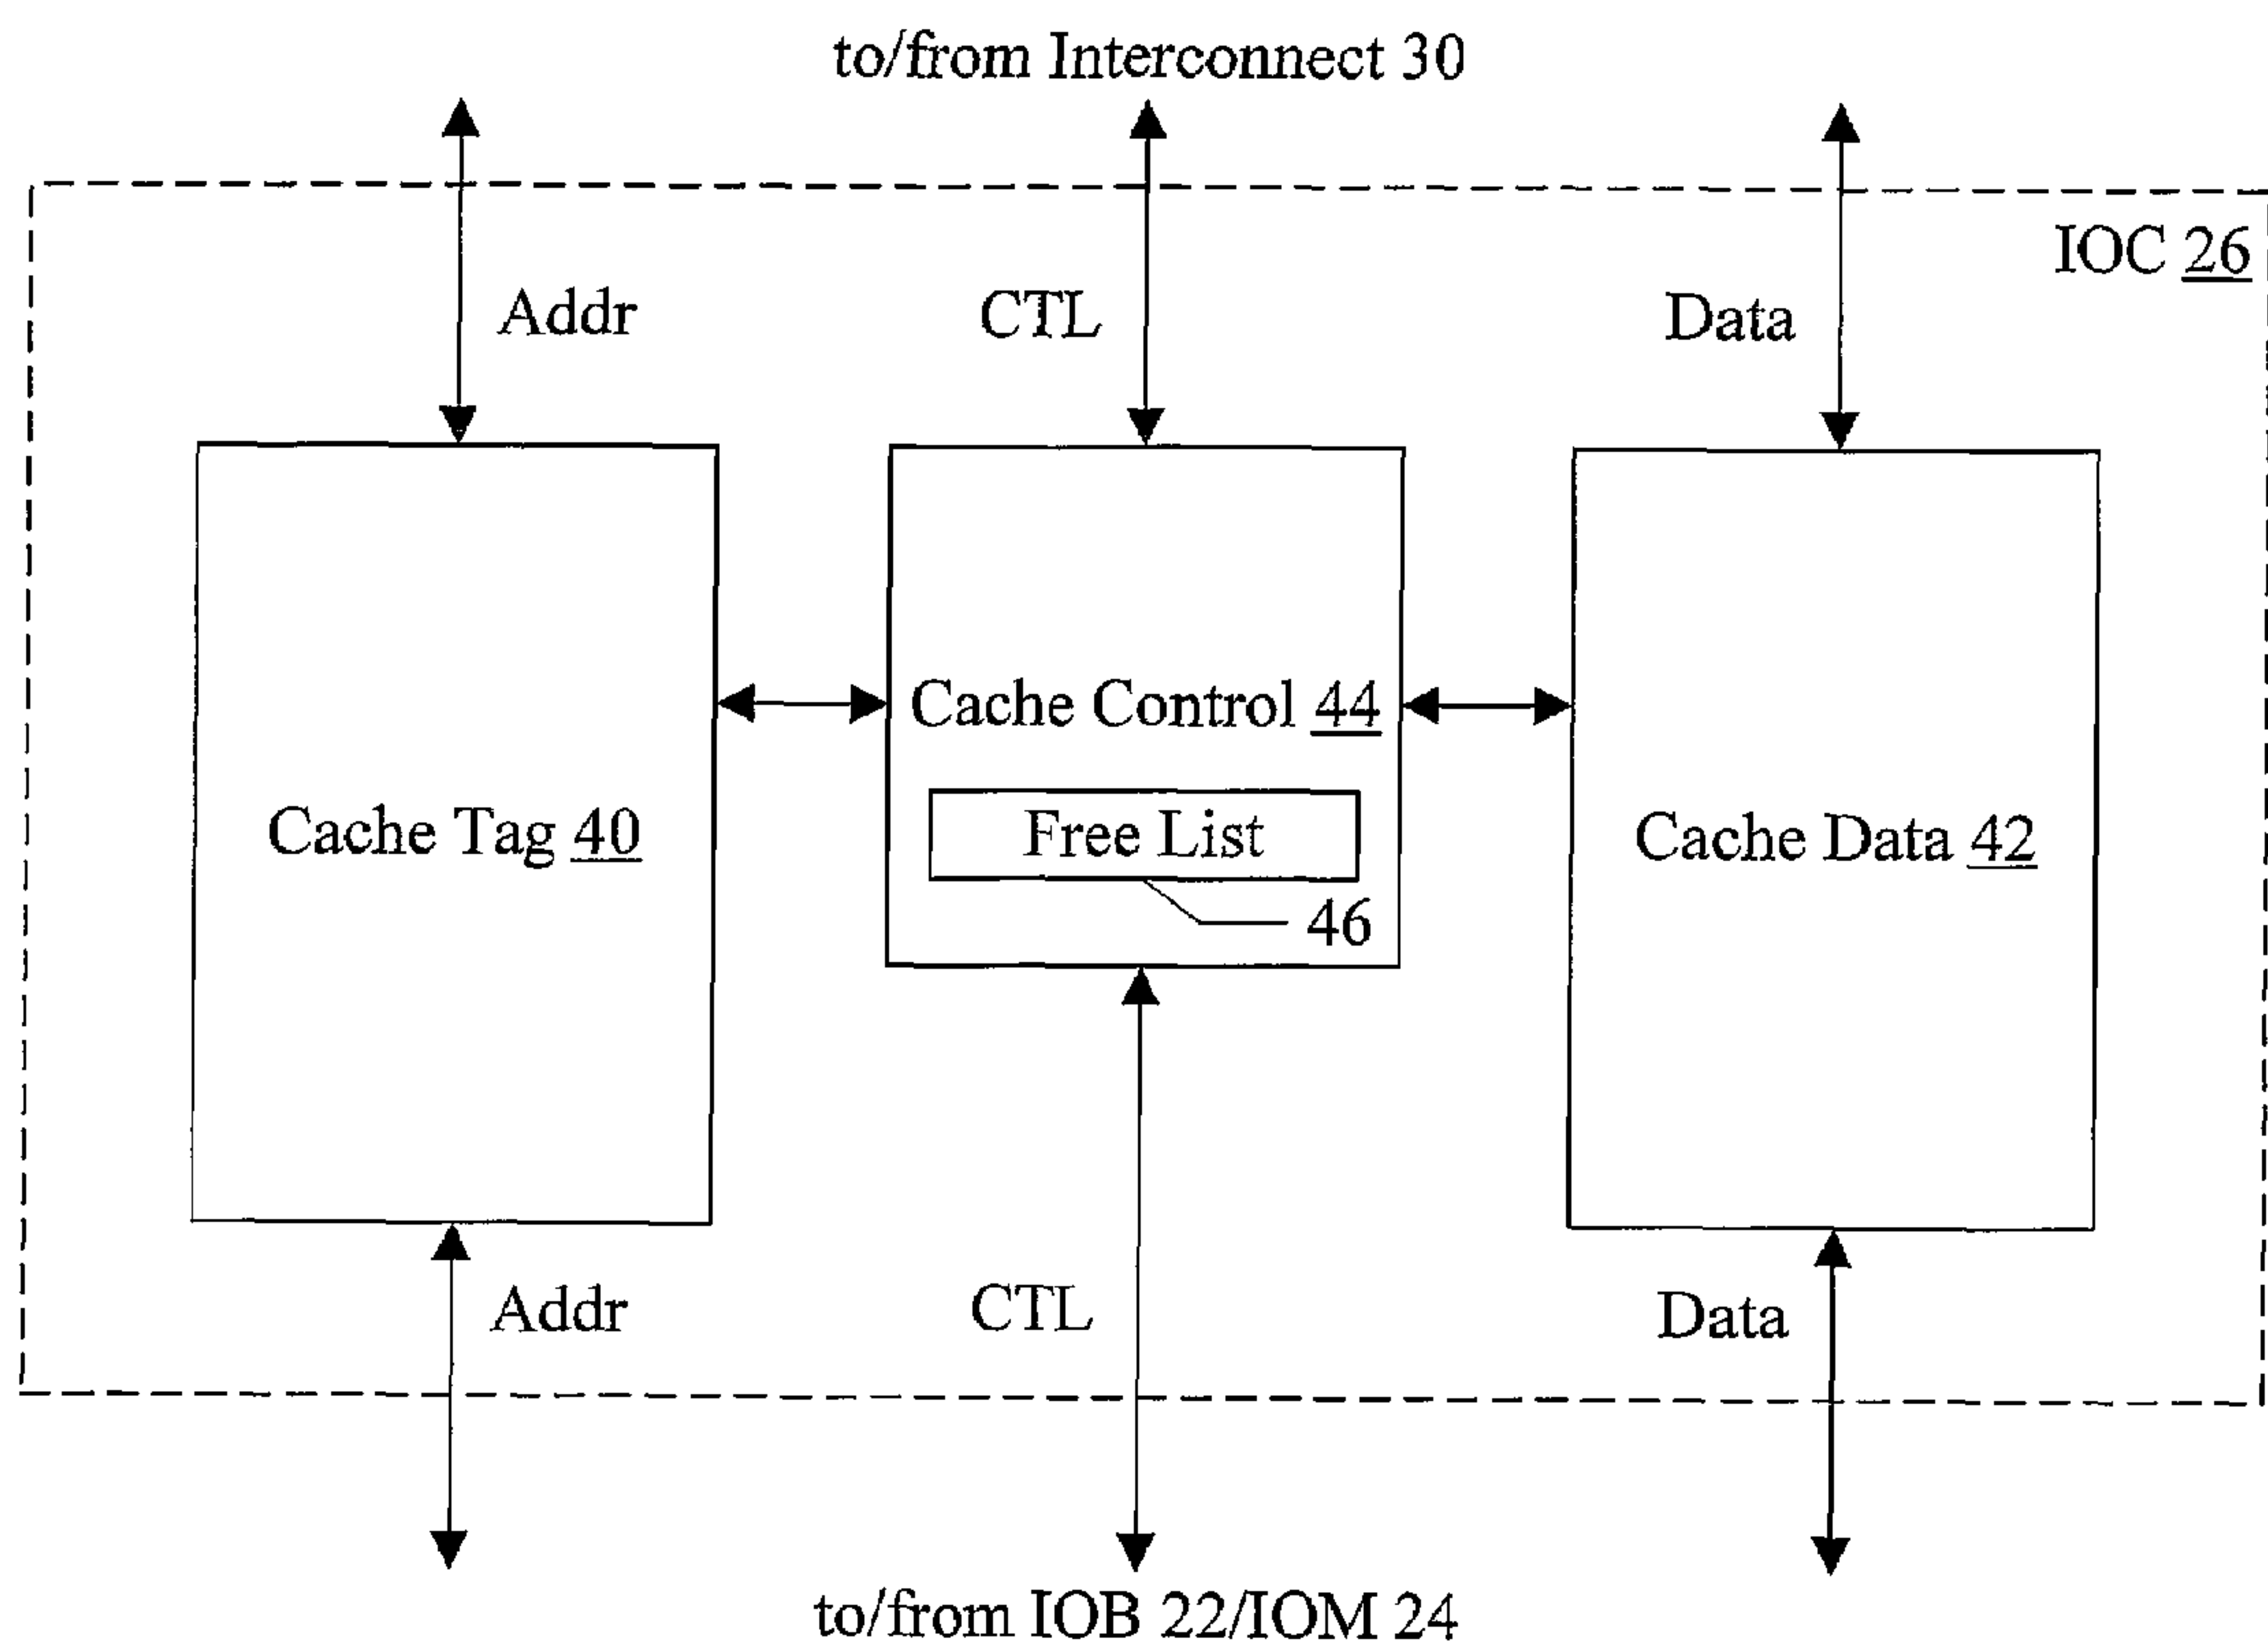 to/from Interconnect 30
IOC 26
Addr
CTL
Data
Cache Tag 40
Cache Control 44
Free List
46
Cache Data 42
Addr
CTL
Data
to/from IOB 22/IOM 24